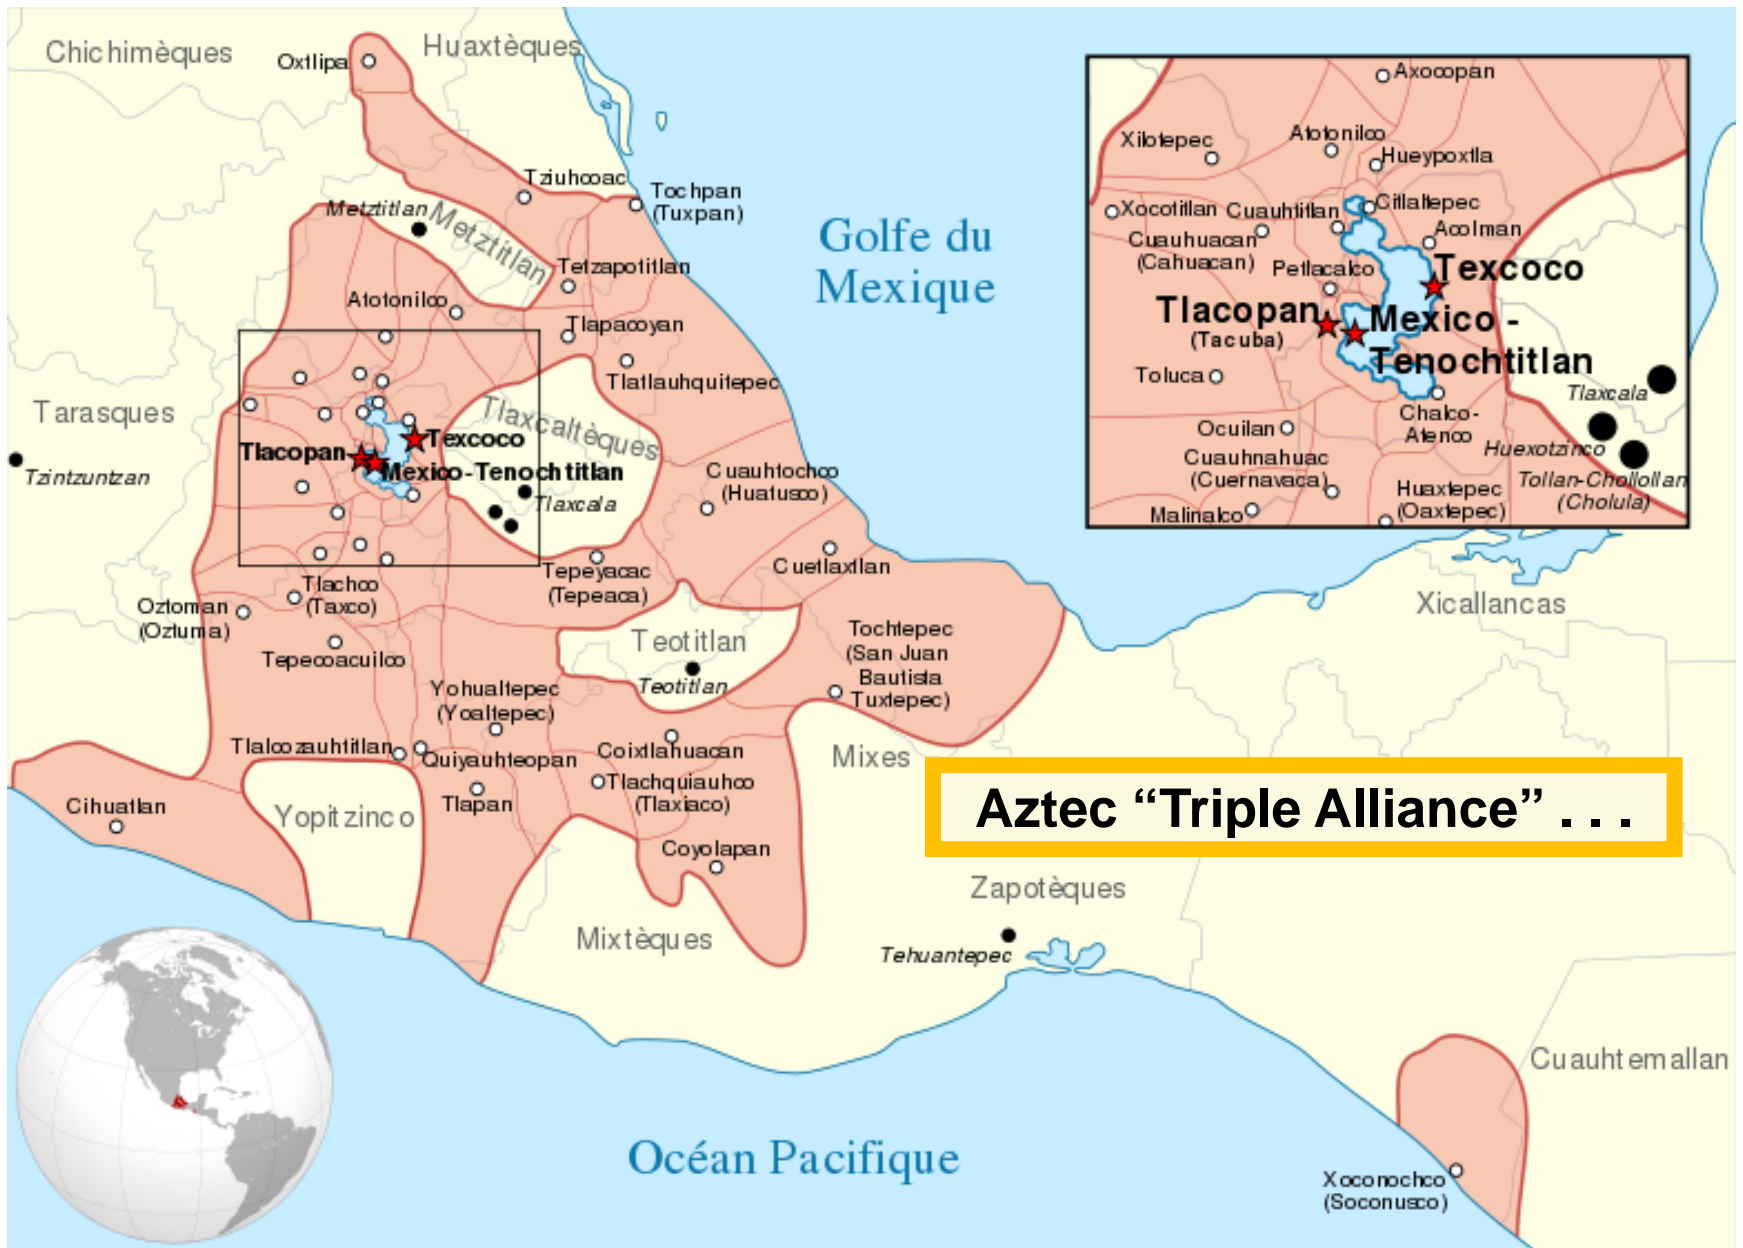 Chichimèques
Huaxtèques
Oxtlipa
Tziuhcoac
Tochpan
(Tuxpan)
Metztitlan
Metztitlan
Tetzapotitlan
Atotonilco
Tlapacoyan
Tlatlauhquitepec
Golfe du
Mexique
Tarasques
Tzintzuntzan
Tlaxcaltèques
Texcoco
Tlacopan
Mexico-Tenochtitlan
Tlaxcala
Cuauhtochco
(Huatusco)
Cuetlaxtlan
Tepeyacac
(Tepeaca)
Tlachco
(Taxco)
Oztoman
(Oztuma)
Tepecoacuilco
Teotitlan
Teotitlan
Tochtepec
(San Juan
Bautista
Tuxtepec)
Yohualtepec
(Yoaltepec)
Tlalcozauhtitlan
Quiyauhteopan
Coixtlahuacan
Tlachquiauhco
(Tlaxiaco)
Tlapan
Mixes
Cihuatlan
Yopitzinco
Coyolapan
Mixtèques
Zapotèques
Tehuantepec
Xicallancas
Cuauhtemallan
Xoconochco
(Soconusco)
Océan Pacifique
Aztec “Triple Alliance” . . .
Axocopan
Xilotepec
Atotonilco
Hueypoxtla
Xocotitlan
Cuauhtitlan
Citlaltepec
Cuauhuacan
(Cahuacan)
Acolman
Petlacalco
Texcoco
Tlacopan
(Tacuba)
Mexico -
Tenochtitlan
Toluca
Tlaxcala
Chalco-
Atenco
Ocuilan
Huexotzinco
Cuauhnahuac
(Cuernavaca)
Tollan-Chollollan
(Cholula)
Huaxtepec
(Oaxtepec)
Malinalco